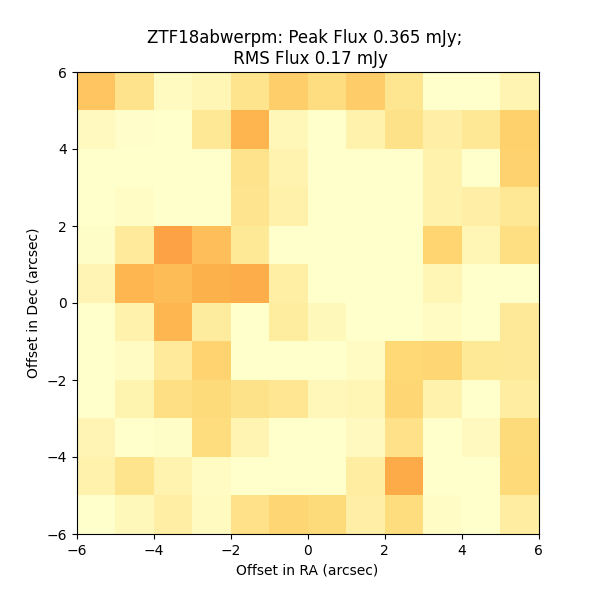 ZTF18abwerpm: Peak Flux 0.365 mJy;
RMS Flux 0.17 mJy
6
4
2
0
−2
−4
−6
Offset in Dec (arcsec)
−6 −4 −2 0 2 4 6
Offset in RA (arcsec)